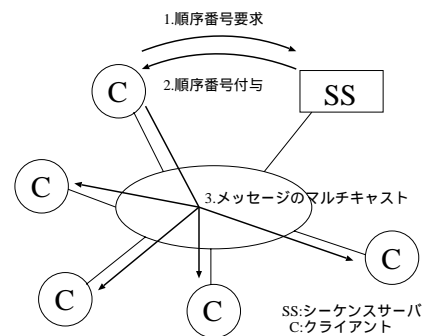 1.順序番号要求
2.順序番号付与
C
SS
C
3.メッセージのマルチキャスト
C
C
C
SS:シーケンスサーバ
C:クライアント